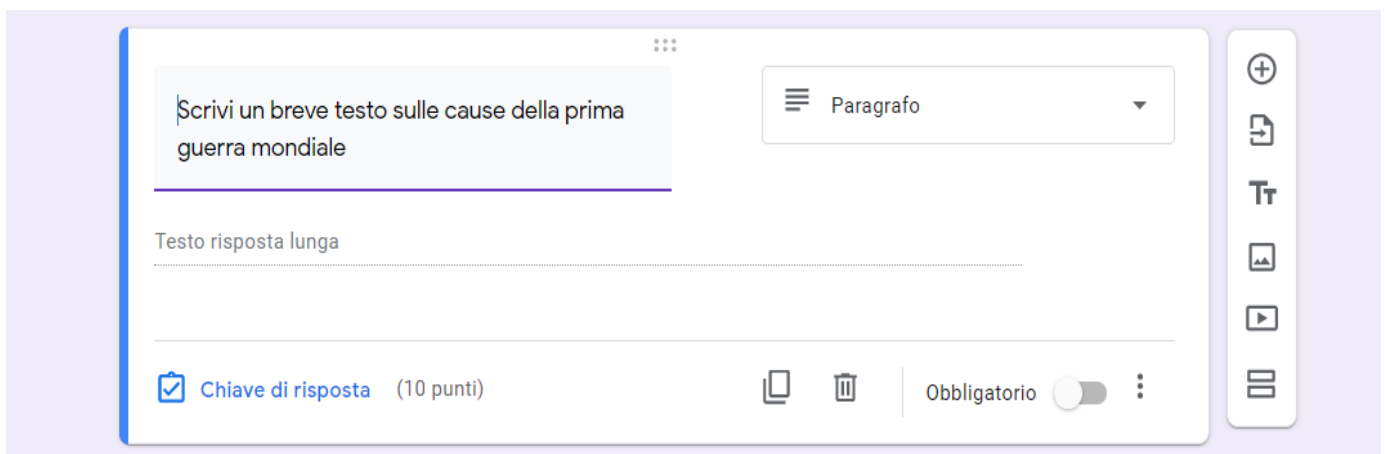 Scrivi un breve testo sulle cause della prima
guerra mondiale
Paragrafo
Testo risposta lunga
Chiave di risposta (10 punti)
Obbligatorio
Tт